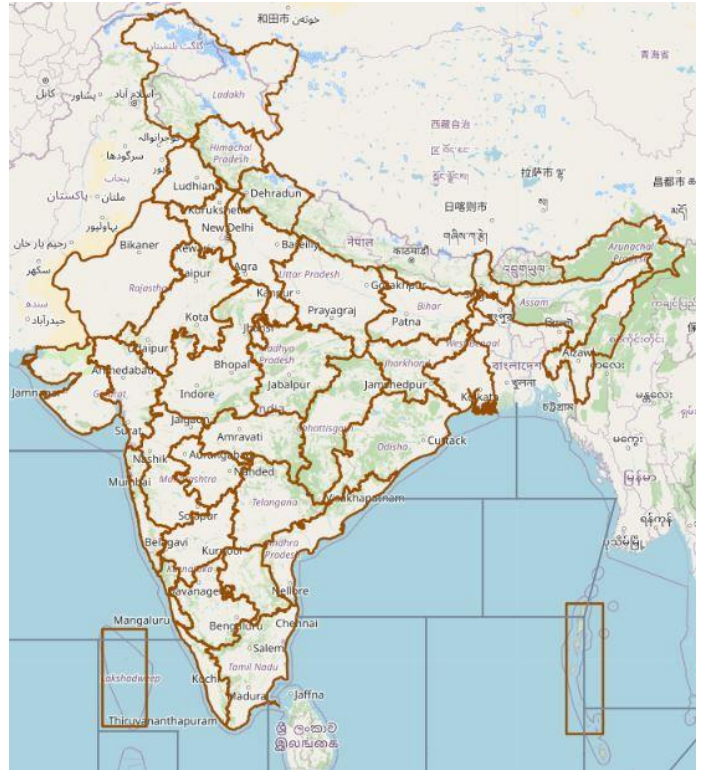 和田市 خوتەن
青海省
گلگت بلتستان
کابل
پشاور
اسلام آباد
Ladakh
گوجرانوالہ
西藏自治
سرگودھا
Himachal
Pradesh
拉萨市
昌都市
پنجاب
Ludhiana
Dehradun
پاکستان
ملتان
日喀则市
Kurukshetra
بہاولپور
New Delhi
رحیم یار خان
Bikaner
Rewari
Bareilly
नेपाल
काठमाडौँ
Arunachal
Pradesh
سکھر
Agra
Jaipur
Uttar Pradesh
Gorakhpur
Rajasthan
Kanpur
Assam
سندھ
Prayagraj
Bihar
حیدرآباد
Kota
Patna
Jhansi
West Bengal
Udaipur
Madhya
Pradesh
Jharkhand
বাংলাদেশ
Aizawl
Ahmedabad
Bhopal
Jamshedpur
খুলনা
Jamnagar
Gujarat
Indore
Jabalpur
India
Kolkata
চট্টগ্রাম
Surat
Jalgaon
Chhattisgarh
Amravati
Odisha
Cuttack
Nashik
Aurangabad
Mumbai
Maharashtra
Nanded
Telangana
Visakhapatnam
Solapur
Belagavi
Kurnool
Andhra
Pradesh
Karnataka
Davanagere
Nellore
Mangaluru
Bengaluru
Chennai
Salem
Lakshadweep
Kochi
Tamil Nadu
Madurai
Jaffna
Thiruvananthapuram
ශ්‍රී ලංකාව
இலங்கை